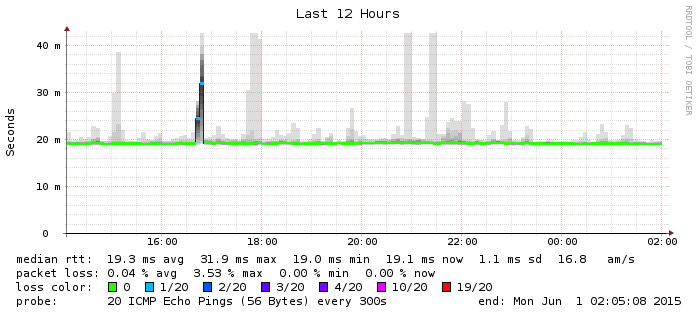 Last 12 Hours
RRDTOOL / TOBI OETIKER
Seconds
40 m
30 m
20 m
10 m
0
16:00 18:00 20:00 22:00 00:00 02:00
median rtt: 19.3 ms avg 31.9 ms max 19.0 ms min 19.1 ms now 1.1 ms sd 16.8 am/s
packet loss: 0.04 % avg 3.53 % max 0.00 % min 0.00 % now
loss color: 0 1/20 2/20 3/20 4/20 10/20 19/20
probe: 20 ICMP Echo Pings (56 Bytes) every 300s end: Mon Jun 1 02:05:08 2015